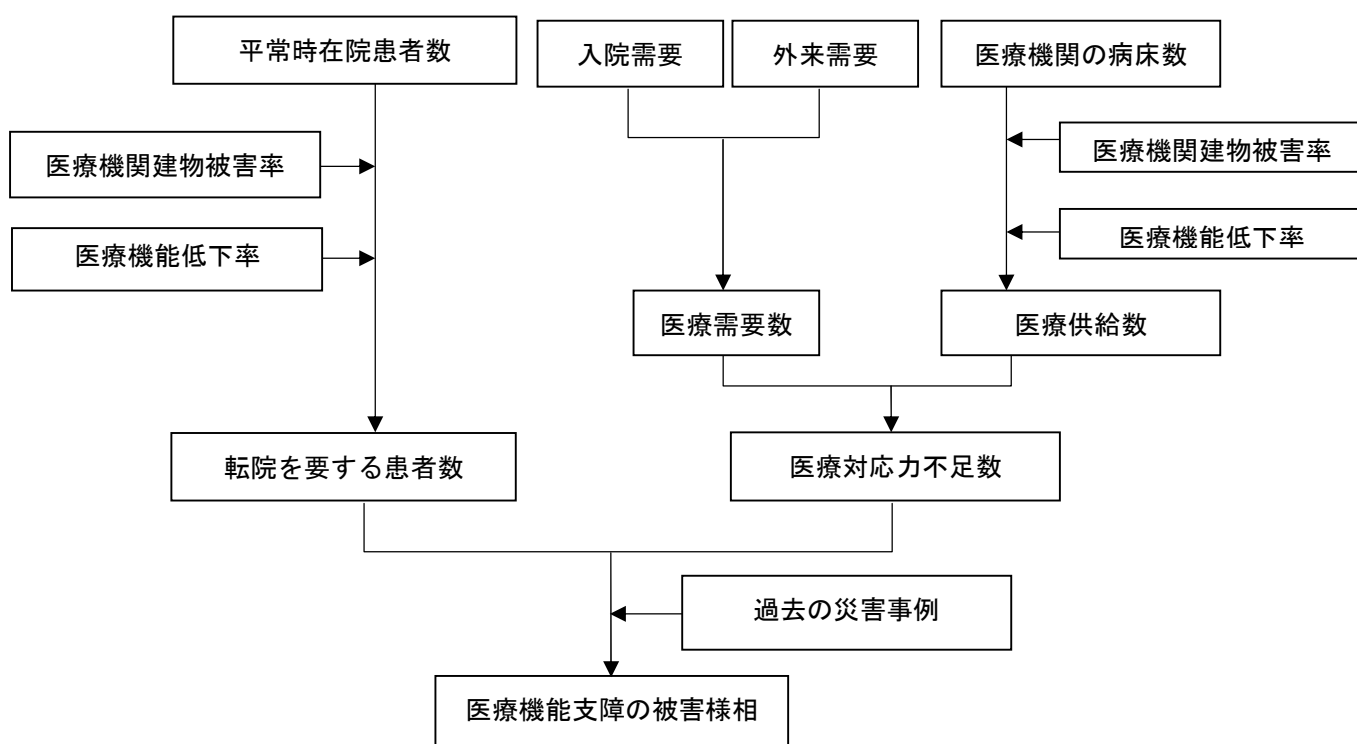 平常時在院患者数
入院需要
外来需要
医療機関の病床数
医療機関建物被害率
医療機関建物被害率
医療機能低下率
医療機能低下率
医療需要数
医療供給数
転院を要する患者数
医療対応力不足数
過去の災害事例
医療機能支障の被害様相